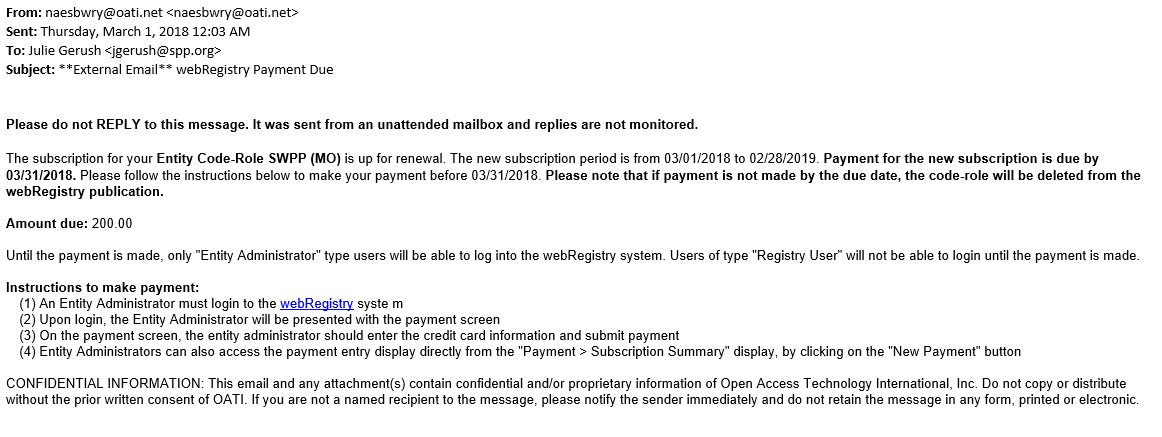 From: naesbwry@oati.net <naesbwry@oati.net>
Sent: Thursday, March 1, 2018 12:03 AM
To: Julie Gerush <jgerush@spp.org>
Subject: **External Email** webRegistry Payment Due
Please do not REPLY to this message. It was sent from an unattended mailbox and replies are not monitored.
The subscription for your Entity Code-Role SWPP (MO) is up for renewal. The new subscription period is from 03/01/2018 to 02/28/2019. Payment for the new subscription is due by
03/31/2018. Please follow the instructions below to make your payment before 03/31/2018. Please note that if payment is not made by the due date, the code-role will be deleted from the
webRegistry publication.
Amount due: 200.00
Until the payment is made, only "Entity Administrator" type users will be able to log into the webRegistry system. Users of type "Registry User" will not be able to login until the payment is made.
Instructions to make payment:
(1) An Entity Administrator must login to the webRegistry syste m
(2) Upon login, the Entity Administrator will be presented with the payment screen
(3) On the payment screen, the entity administrator should enter the credit card information and submit payment
(4) Entity Administrators can also access the payment entry display directly from the "Payment > Subscription Summary" display, by clicking on the "New Payment" button
CONFIDENTIAL INFORMATION: This email and any attachment(s) contain confidential and/or proprietary information of Open Access Technology International, Inc. Do not copy or distribute
without the prior written consent of OATI. If you are not a named recipient to the message, please notify the sender immediately and do not retain the message in any form, printed or electronic.